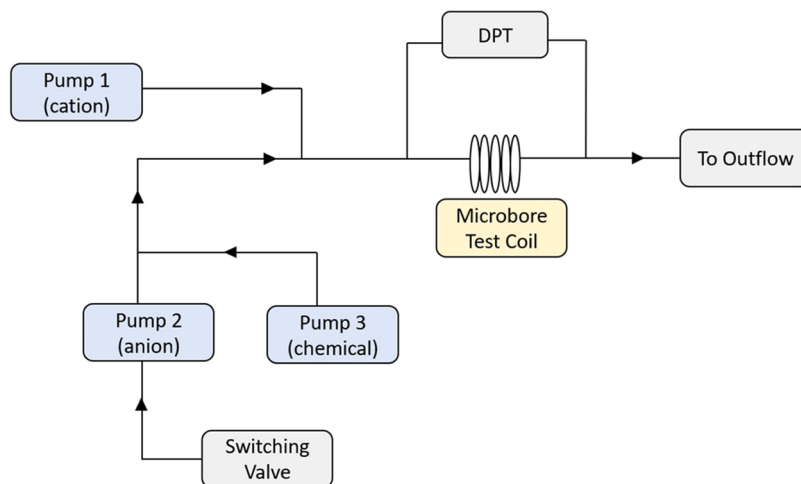 DPT
Pump 1
(cation)
To Outflow
Microbore
Test Coil
Pump 2
(anion)
Pump 3
(chemical)
Switching
Valve